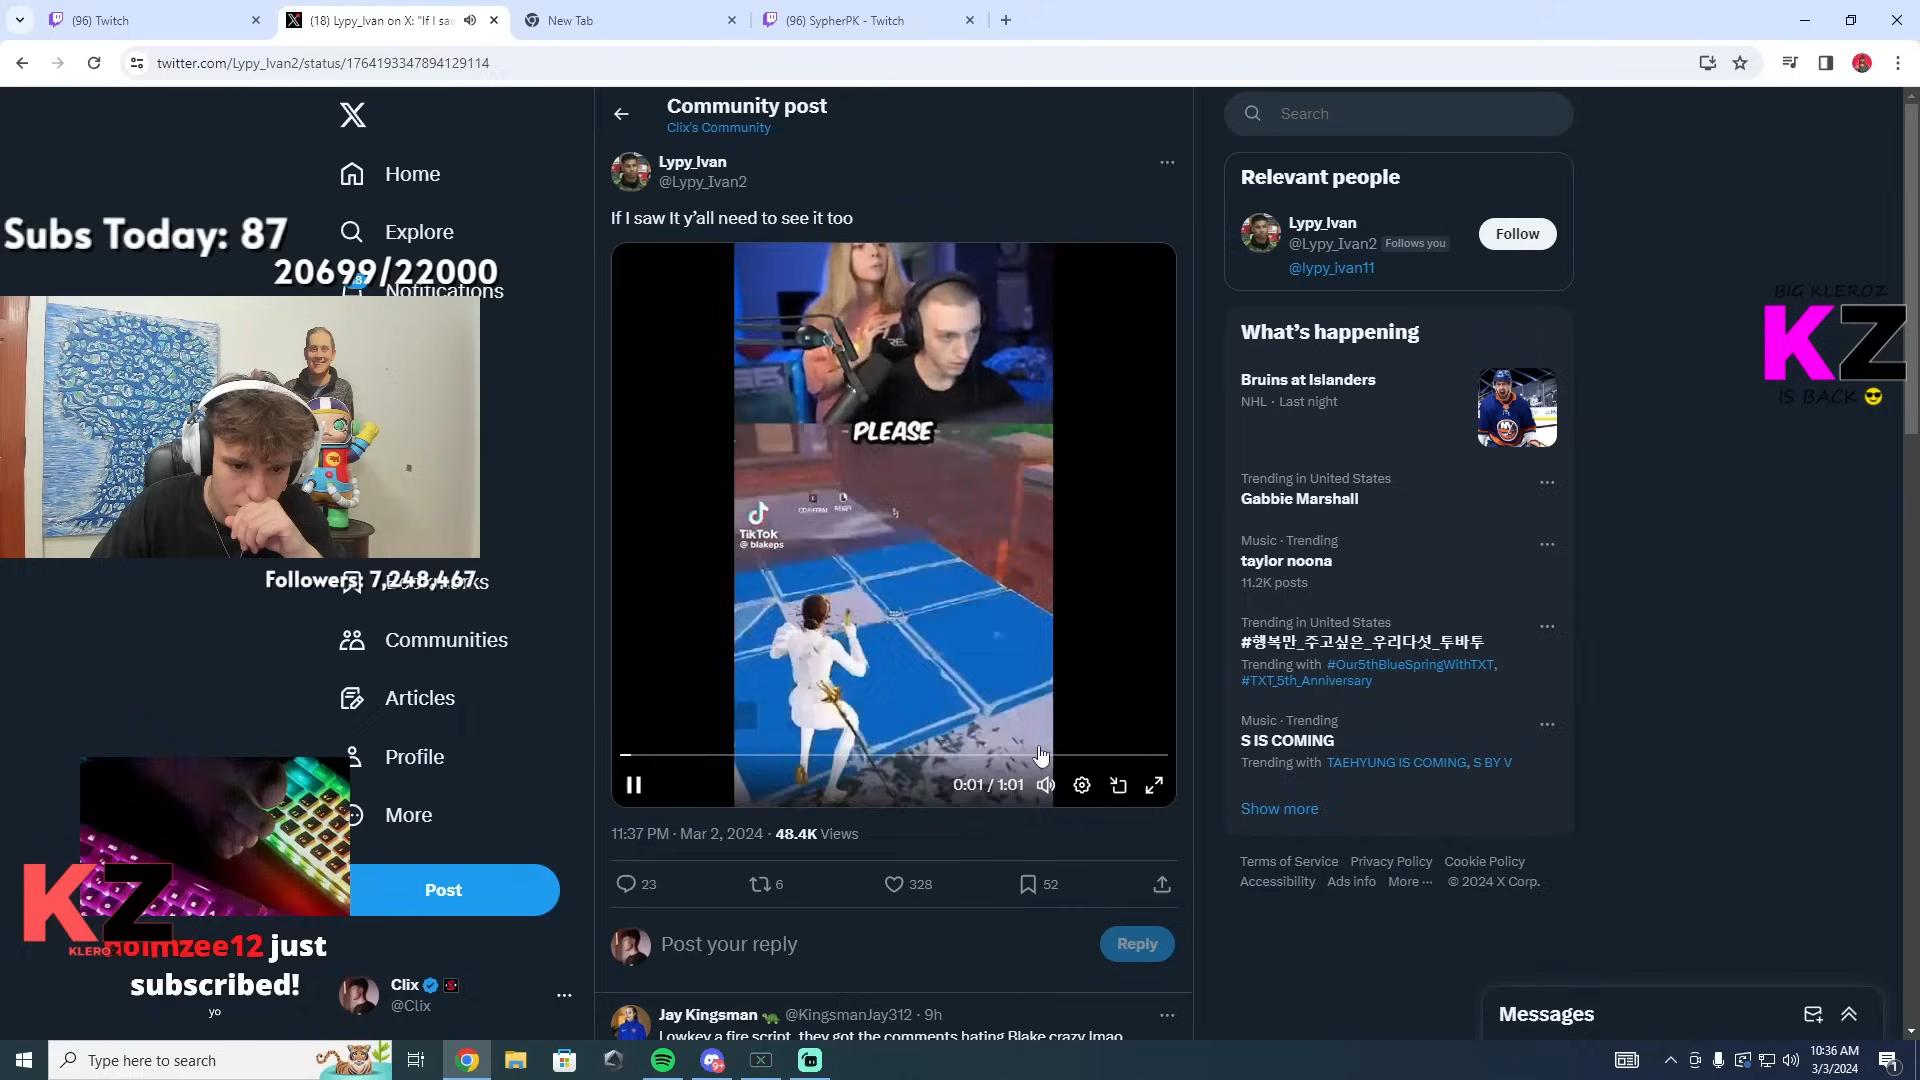 (96) Twitch
(18) Lypy_Ivan on X: "If I saw
New Tab
(96) SypherPK - Twitch
twitter.com/Lypy_Ivan2/status/1764193347894129114
Home
Explore
Notifications
Communities
Articles
Profile
More
Post
Clix
@Clix
Subs Today: 87
20699/22000
Followers: 7,248,467
KZ
KLEROZ
just
subscribed!
yo
Community post
Clix's Community
Lypy_Ivan
@Lypy_Ivan2
If I saw It y'all need to see it too
PLEASE
TikTok
@ blakeps
0:01 / 1:01
11:37 PM · Mar 2, 2024 · 48.4K Views
23
6
328
52
Post your reply
Reply
Jay Kingsman @KingsmanJay312 · 9h
Lowkey a fire script, they got the comments hating Blake crazy lmao
Search
Relevant people
Lypy_Ivan
@Lypy_Ivan2 Follows you
@lypy_ivan11
Follow
What's happening
Bruins at Islanders
NHL · Last night
Trending in United States
Gabbie Marshall
Music · Trending
taylor noona
11.2K posts
Trending in United States
#행복만_주고싶은_우리다섯_투바투
Trending with #Our5thBlueSpringWithTXT,
#TXT_5th_Anniversary
Music · Trending
S IS COMING
Trending with TAEHYUNG IS COMING, S BY V
Show more
Terms of Service Privacy Policy Cookie Policy
Accessibility Ads info More ··· © 2024 X Corp.
BIG KLEROZ
KZ
IS BACK
Messages
Type here to search
9+
10:36 AM
3/3/2024
1